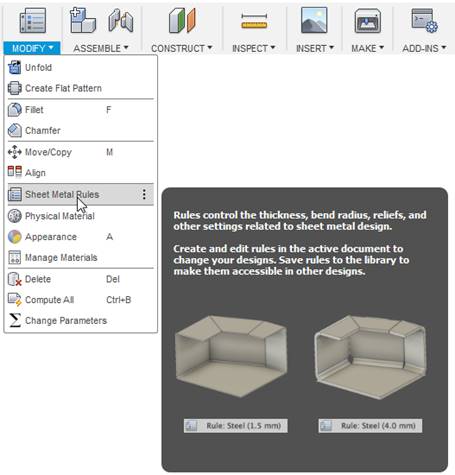 MODIFY ▾ ASSEMBLE ▾ CONSTRUCT ▾ INSPECT ▾ INSERT ▾ MAKE ▾ ADD-INS ▾
Unfold
Create Flat Pattern
Fillet F
Chamfer
Move/Copy M
Align
Sheet Metal Rules
Physical Material
Appearance A
Manage Materials
Delete Del
Compute All Ctrl+B
Change Parameters
Rules control the thickness, bend radius, reliefs, and
other settings related to sheet metal design.
Create and edit rules in the active document to
change your designs. Save rules to the library to
make them accessible in other designs.
Rule: Steel (1.5 mm) Rule: Steel (4.0 mm)